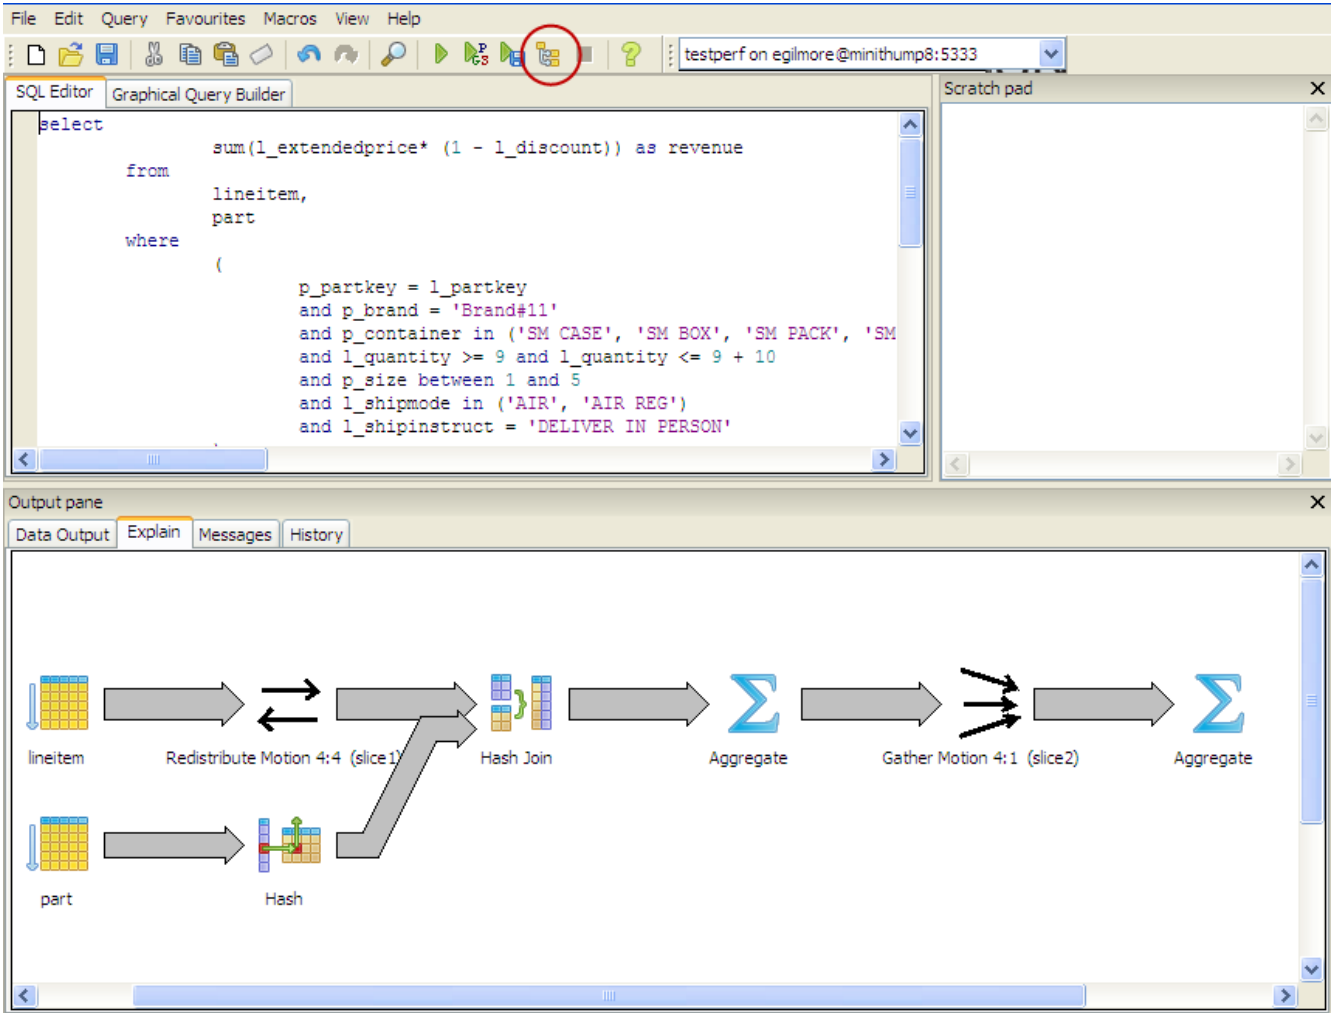 File Edit Query Favourites Macros View Help
testperf on egilmore@minithump8:5333
SQL Editor Graphical Query Builder
Scratch pad
select
sum(l_extendedprice* (1 - l_discount)) as revenue
from
lineitem,
part
where
(
p_partkey = l_partkey
and p_brand = 'Brand#11'
and p_container in ('SM CASE', 'SM BOX', 'SM PACK', 'SM
and l_quantity >= 9 and l_quantity <= 9 + 10
and p_size between 1 and 5
and l_shipmode in ('AIR', 'AIR REG')
and l_shipinstruct = 'DELIVER IN PERSON'
Output pane
Data Output Explain Messages History
lineitem Redistribute Motion 4:4 (slice1) Hash Join Aggregate Gather Motion 4:1 (slice2) Aggregate
part Hash